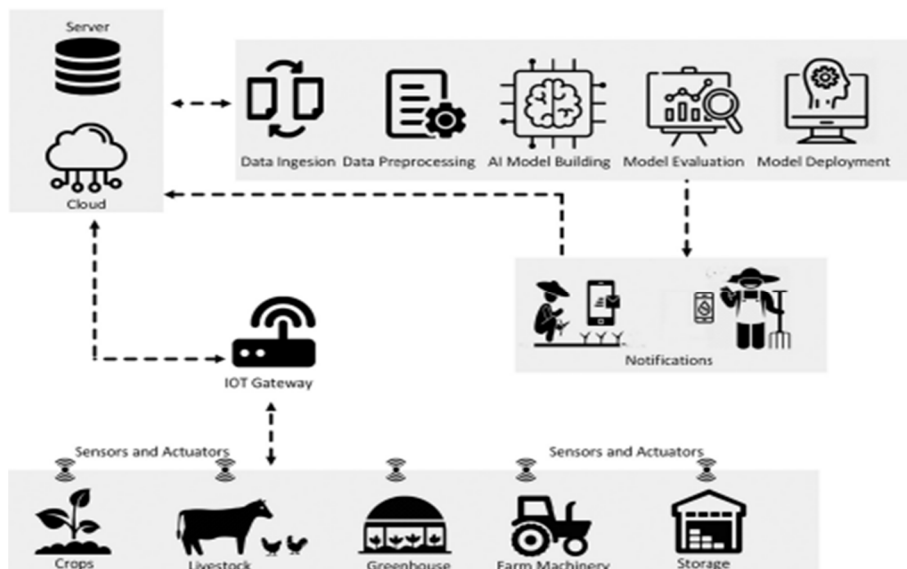 Server
Cloud
Data Ingesion
Data Preprocessing
AI Model Building
Model Evaluation
Model Deployment
Notifications
IOT Gateway
Sensors and Actuators
Sensors and Actuators
Crops
Livestock
Greenhouse
Farm Machinery
Storage